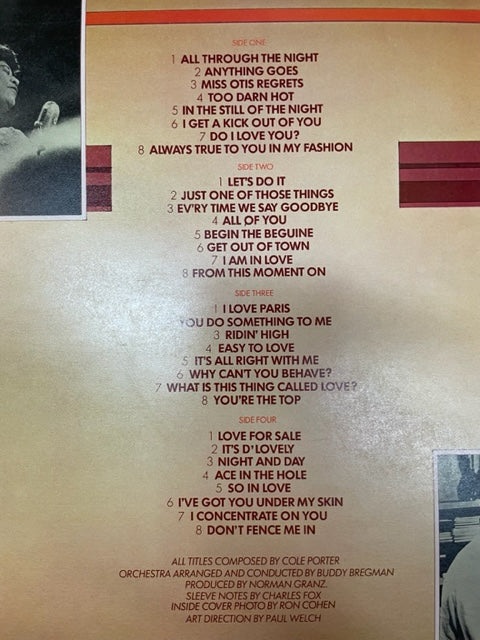 SIDE ONE
1 ALL THROUGH THE NIGHT
2 ANYTHING GOES
3 MISS OTIS REGRETS
4 TOO DARN HOT
5 IN THE STILL OF THE NIGHT
6 I GET A KICK OUT OF YOU
7 DO I LOVE YOU?
8 ALWAYS TRUE TO YOU IN MY FASHION
SIDE TWO
1 LET'S DO IT
2 JUST ONE OF THOSE THINGS
3 EV'RY TIME WE SAY GOODBYE
4 ALL OF YOU
5 BEGIN THE BEGUINE
6 GET OUT OF TOWN
7 I AM IN LOVE
8 FROM THIS MOMENT ON
SIDE THREE
1 I LOVE PARIS
YOU DO SOMETHING TO ME
3 RIDIN' HIGH
4 EASY TO LOVE
5 IT'S ALL RIGHT WITH ME
6 WHY CAN'T YOU BEHAVE?
7 WHAT IS THIS THING CALLED LOVE?
8 YOU'RE THE TOP
SIDE FOUR
1 LOVE FOR SALE
2 IT'S D'LOVELY
3 NIGHT AND DAY
4 ACE IN THE HOLE
5 SO IN LOVE
6 I'VE GOT YOU UNDER MY SKIN
7 I CONCENTRATE ON YOU
8 DON'T FENCE ME IN
ALL TITLES COMPOSED BY COLE PORTER
ORCHESTRA ARRANGED AND CONDUCTED BY BUDDY BREGMAN
PRODUCED BY NORMAN GRANZ.
SLEEVE NOTES BY CHARLES FOX
INSIDE COVER PHOTO BY RON COHEN
ART DIRECTION BY PAUL WELCH